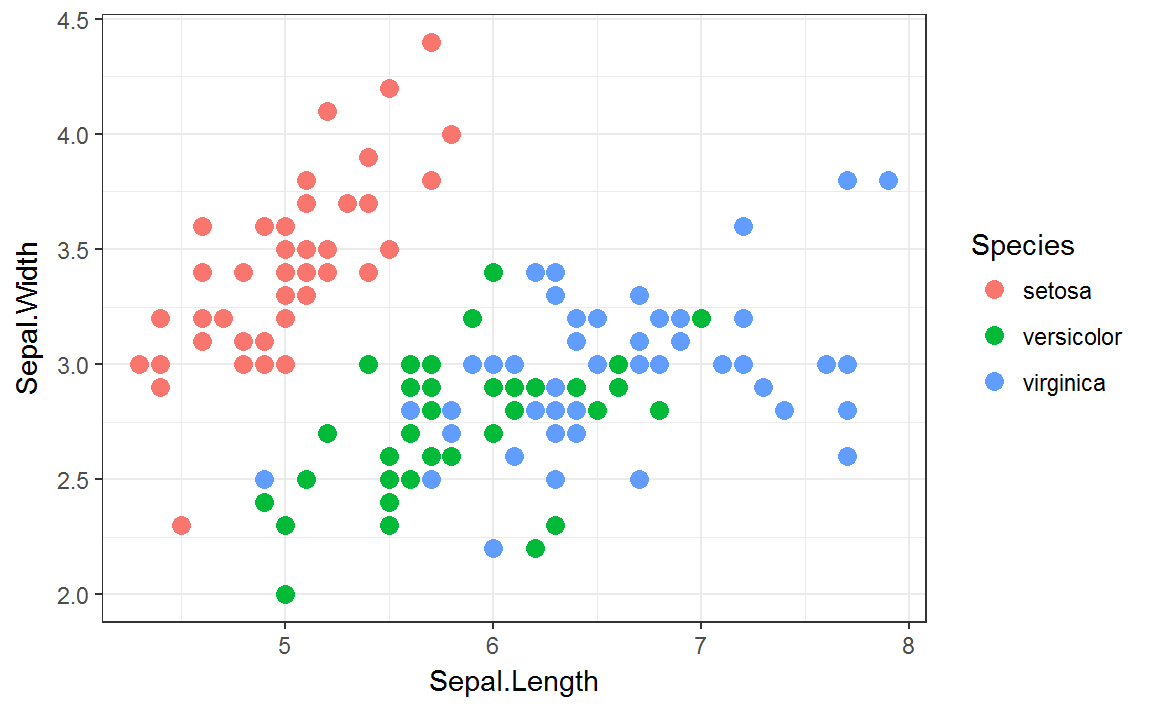 4.5
4.0
3.5
3.0
2.5
2.0
Sepal.Width
5 6 7 8
Sepal.Length
Species
setosa
versicolor
virginica